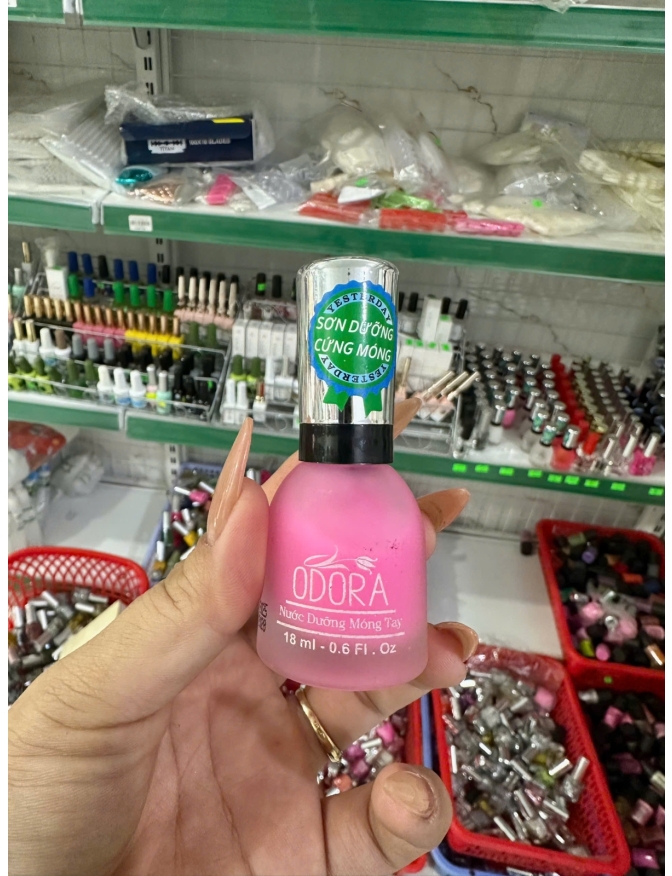 YESTERDAY
SƠN DƯỠNG
CỨNG MÓNG
YESTERDAY
ODORA
Nước Dưỡng Móng Tay
18 ml - 0.6 Fl . Oz